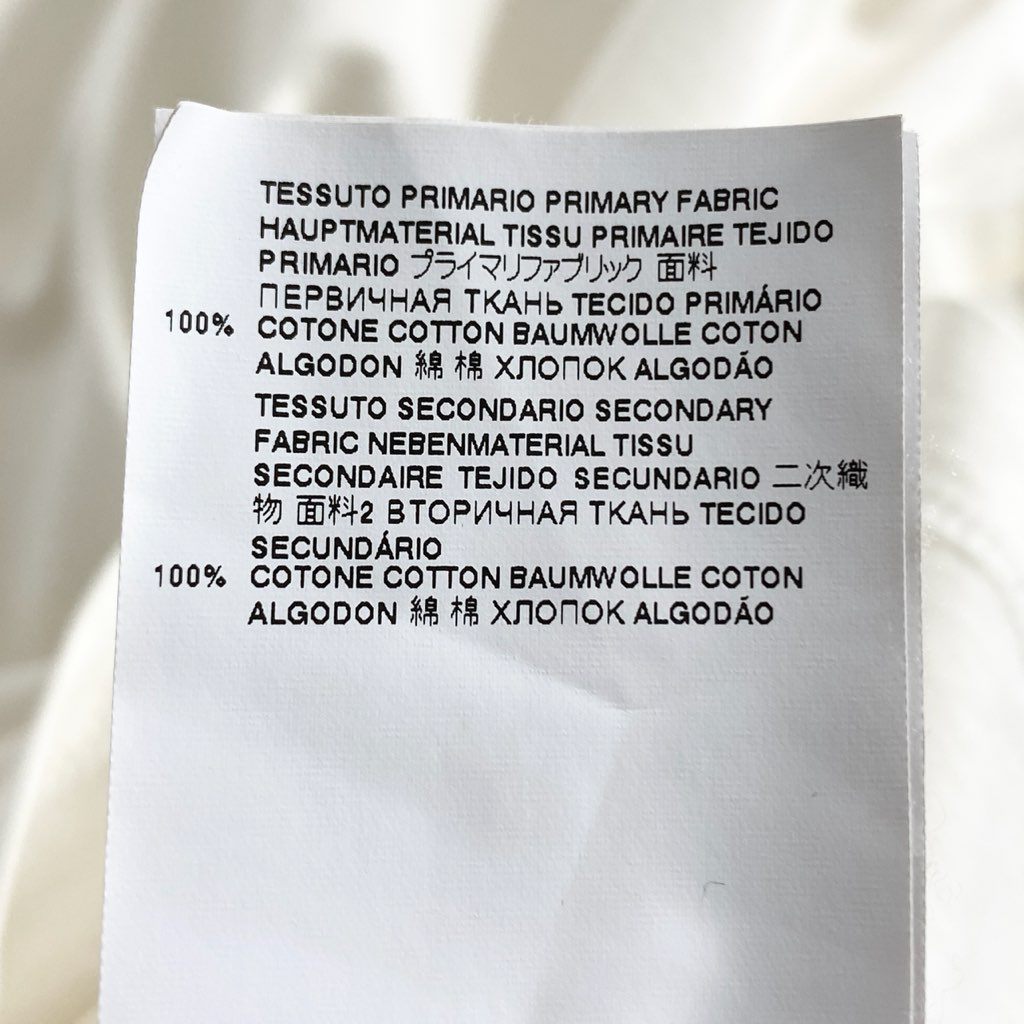 TESSUTO PRIMARIO PRIMARY FABRIC
HAUPTMATERIAL TISSU PRIMAIRE TEJIDO
PRIMARIO プライマリファブリック 面料
ПЕРВИЧНАЯ ТКАНЬ TECIDO PRIMÁRIO
100% COTONE COTTON BAUMWOLLE COTON
ALGODON 綿 棉 ХЛОПОК ALGODÃO
TESSUTO SECONDARIO SECONDARY
FABRIC NEBENMATERIAL TISSU
SECONDAIRE TEJIDO SECUNDARIO 二次織
物 面料2 ВТОРИЧНАЯ ТКАНЬ TECIDO
SECUNDÁRIO
100% COTONE COTTON BAUMWOLLE COTON
ALGODON 綿 棉 ХЛОПОК ALGODÃO